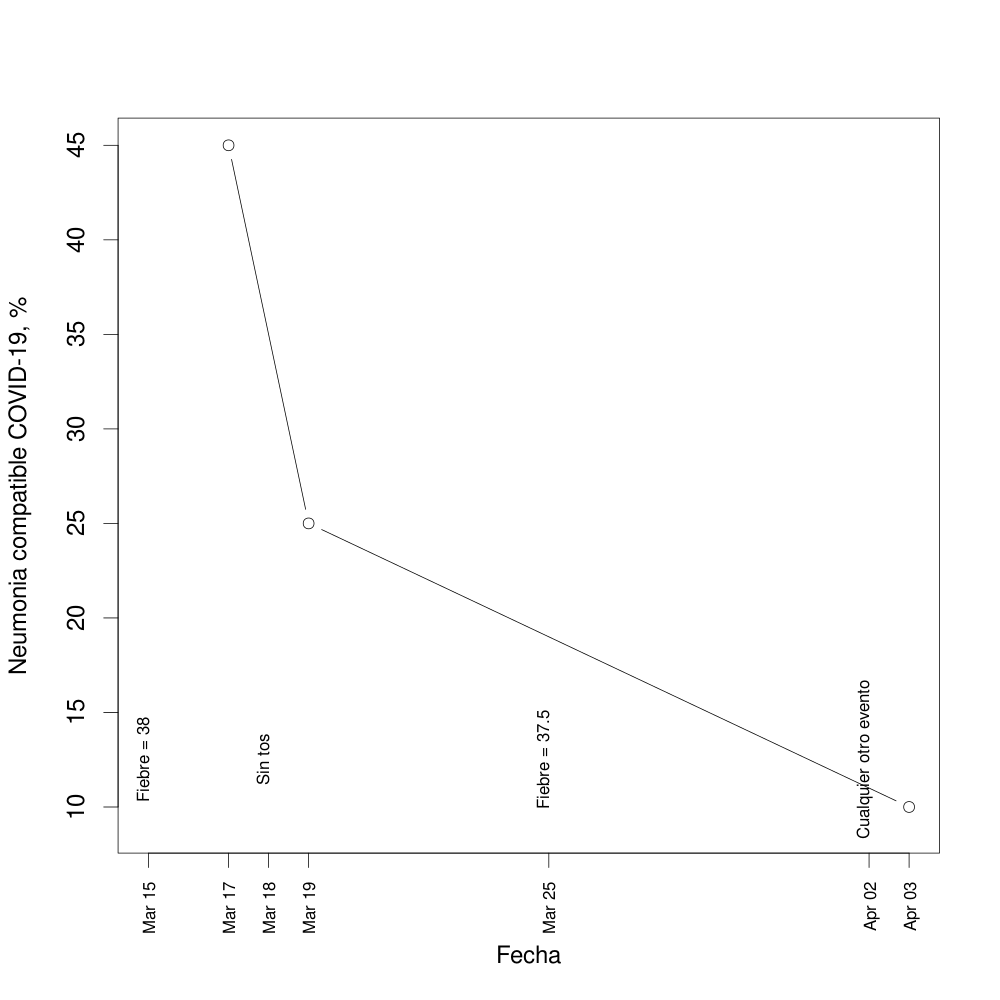 Neumonia compatible COVID-19, %
45
40
35
30
25
20
15
10
Fiebre = 38
Sin tos
Fiebre = 37.5
Cualquier otro evento
Mar 15
Mar 17
Mar 18
Mar 19
Mar 25
Apr 02
Apr 03
Fecha